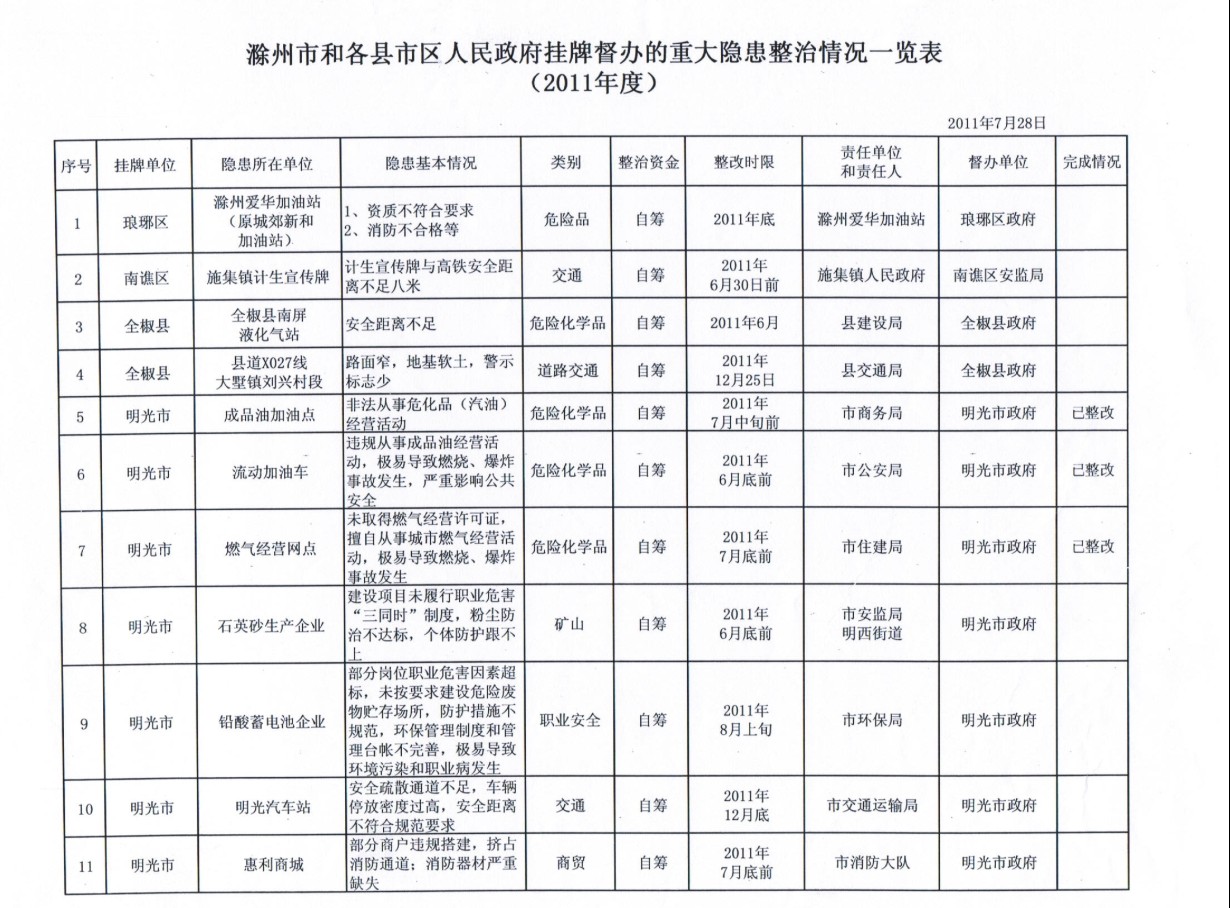 滁州市和各县市区人民政府挂牌督办的重大隐患整治情况一览表
（2011年度）
2011年7月28日
序号 挂牌单位 隐患所在单位 隐患基本情况 类别 整治资金 整改时限 责任单位 督办单位 完成情况
和责任人
1 琅琊区 滁州爱华加油站 1、资质不符合要求 危险品 自筹 2011年底 滁州爱华加油站 琅琊区政府
（原城郊新和 2、消防不合格等
加油站）
2 南谯区 施集镇计生宣传牌 计生宣传牌与高铁安全距 交通 自筹 2011年 施集镇人民政府 南谯区安监局
离不足八米 6月30日前
3 全椒县 全椒县南屏 安全距离不足 危险化学品 自筹 2011年6月 县建设局 全椒县政府
液化气站
4 全椒县 县道X027线 路面窄，地基软土，警示 道路交通 自筹 2011年 县交通局 全椒县政府
大墅镇刘兴村段 标志少 12月25日
5 明光市 成品油加油点 非法从事危化品（汽油） 危险化学品 自筹 2011年 市商务局 明光市政府 已整改
经营活动 7月中旬前
6 明光市 流动加油车 违规从事成品油经营活 危险化学品 自筹 2011年 市公安局 明光市政府 已整改
动，极易导致燃烧、爆炸 6月底前
事故发生，严重影响公共
安全
7 明光市 燃气经营网点 未取得燃气经营许可证， 危险化学品 自筹 2011年 市住建局 明光市政府 已整改
擅自从事城市燃气经营活 7月底前
动，极易导致燃烧、爆炸
事故发生
8 明光市 石英砂生产企业 建设项目未履行职业危害 矿山 自筹 2011年 市安监局 明光市政府
“三同时”制度，粉尘防 6月底前 明西街道
治不达标，个体防护跟不
上
9 明光市 铅酸蓄电池企业 部分岗位职业危害因素超 职业安全 自筹 2011年 市环保局 明光市政府
标，未按要求建设危险废 8月上旬
物贮存场所，防护措施不
规范，环保管理制度和管
理台帐不完善，极易导致
环境污染和职业病发生
10 明光市 明光汽车站 安全疏散通道不足，车辆 交通 自筹 2011年 市交通运输局 明光市政府
停放密度过高，安全距离 12月底
不符合规范要求
11 明光市 惠利商城 部分商户违规搭建，挤占 商贸 自筹 2011年 市消防大队 明光市政府
消防通道；消防器材严重 7月底前
缺失